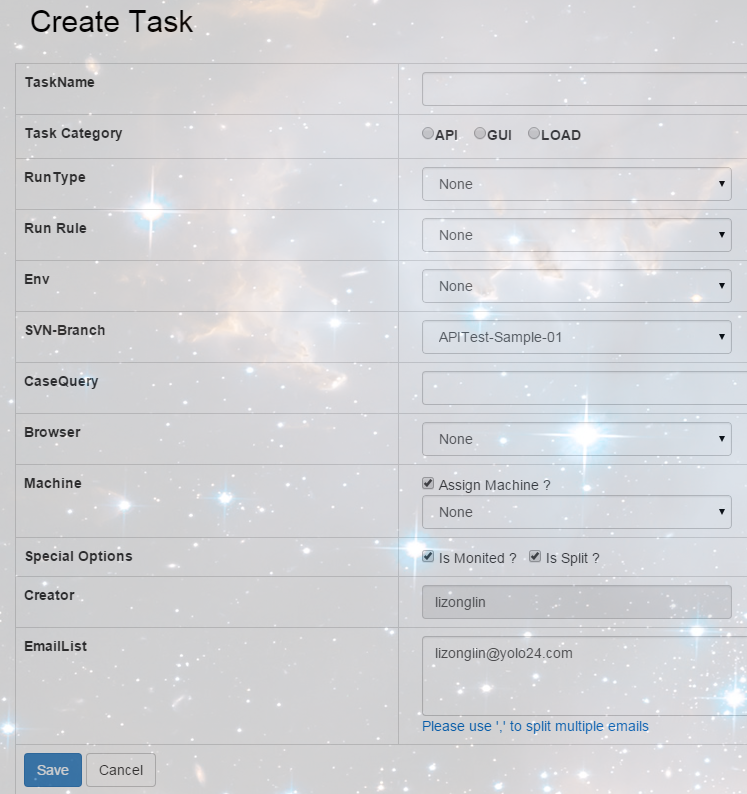 Create Task
TaskName
Task Category API GUI LOAD
RunType None
Run Rule None
Env None
SVN-Branch APITest-Sample-01
CaseQuery
Browser None
Machine Assign Machine ?
None
Special Options Is Monited ? Is Split ?
Creator lizonglin
EmailList lizonglin@yolo24.com
Please use ',' to split multiple emails
Save Cancel